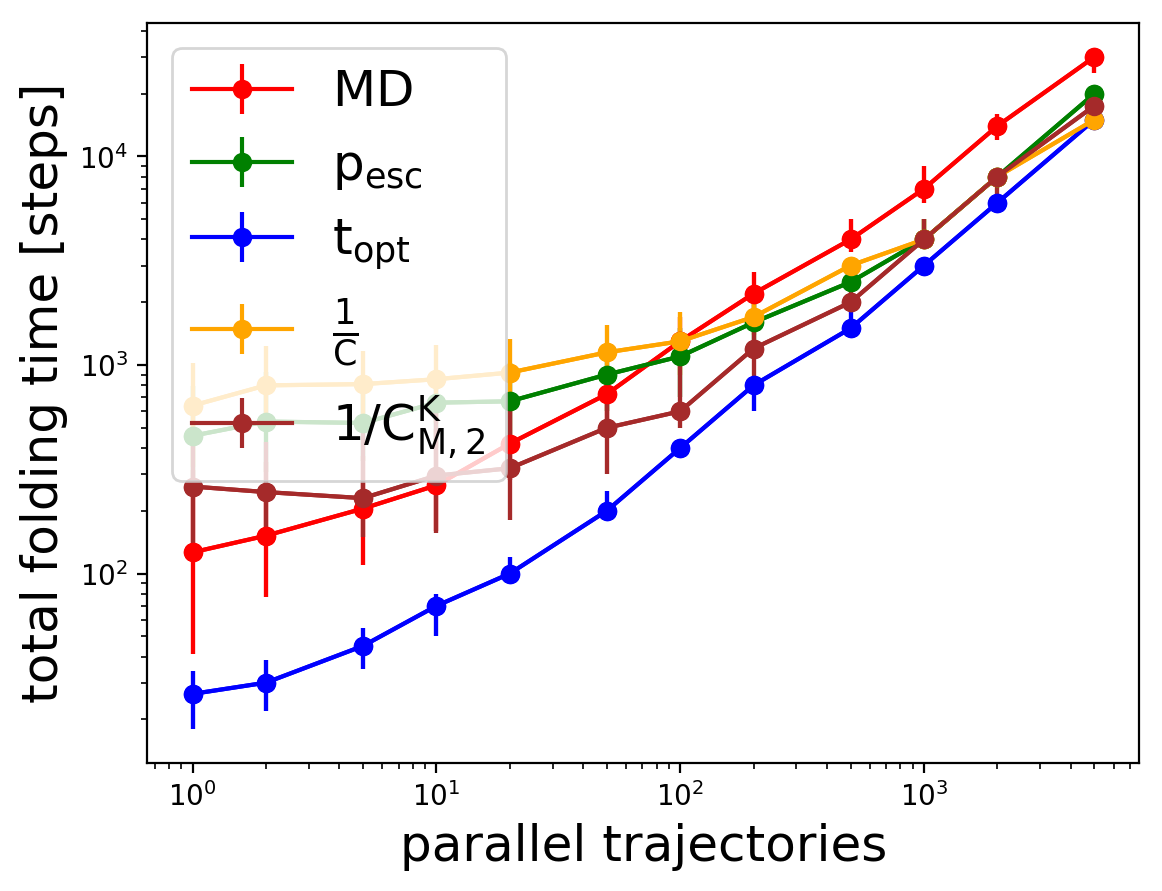 MD
p_esc
t_opt
1/C
1/C^K_M,2
10^4
10^3
10^2
total folding time [steps]
10^0 10^1 10^2 10^3
parallel trajectories